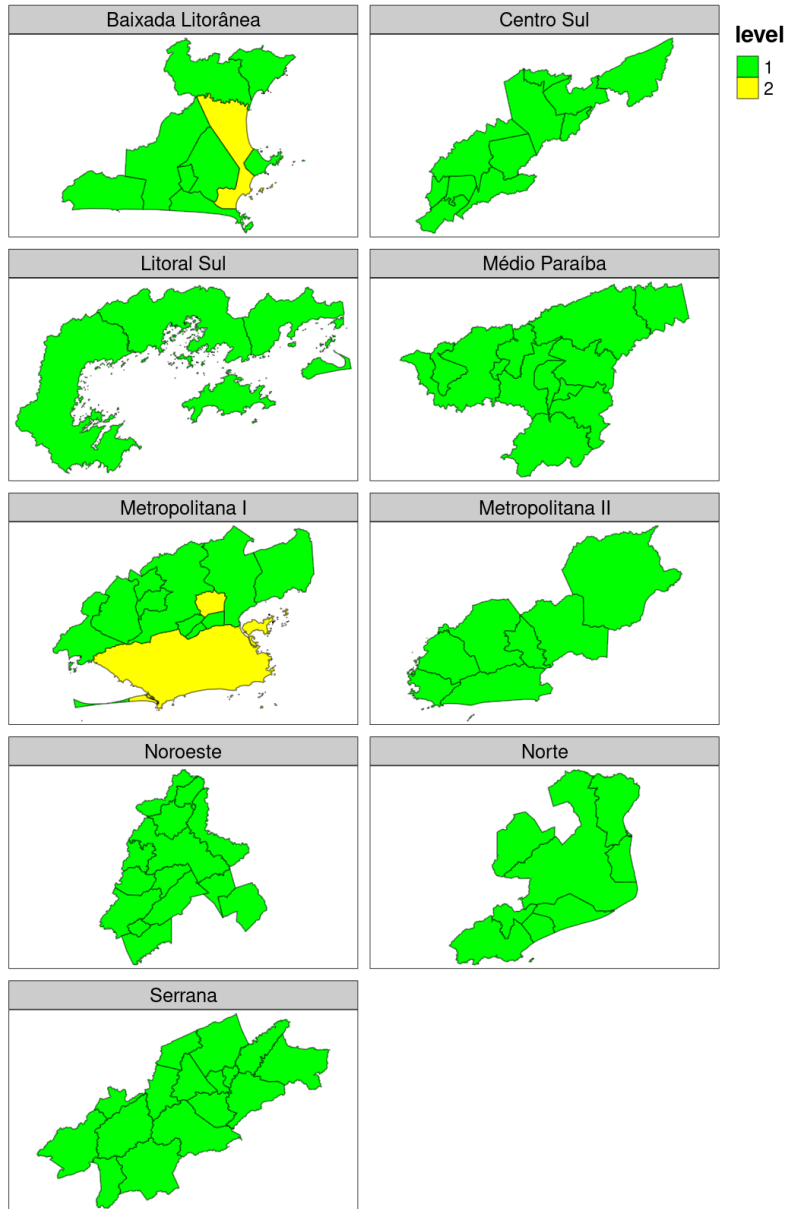 Baixada Litorânea
Centro Sul
level
1
2
Litoral Sul
Médio Paraíba
Metropolitana I
Metropolitana II
Noroeste
Norte
Serrana